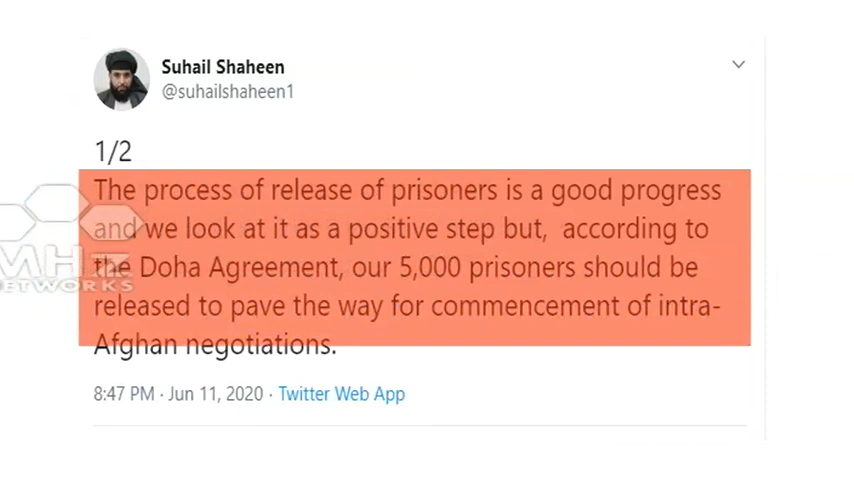 Suhail Shaheen
@suhailshaheen1
1/2
The process of release of prisoners is a good progress
and we look at it as a positive step but,  according to
the Doha Agreement, our 5,000 prisoners should be
released to pave the way for commencement of intra-
Afghan negotiations.
8:47 PM · Jun 11, 2020 · Twitter Web App
MHz
NETWORKS